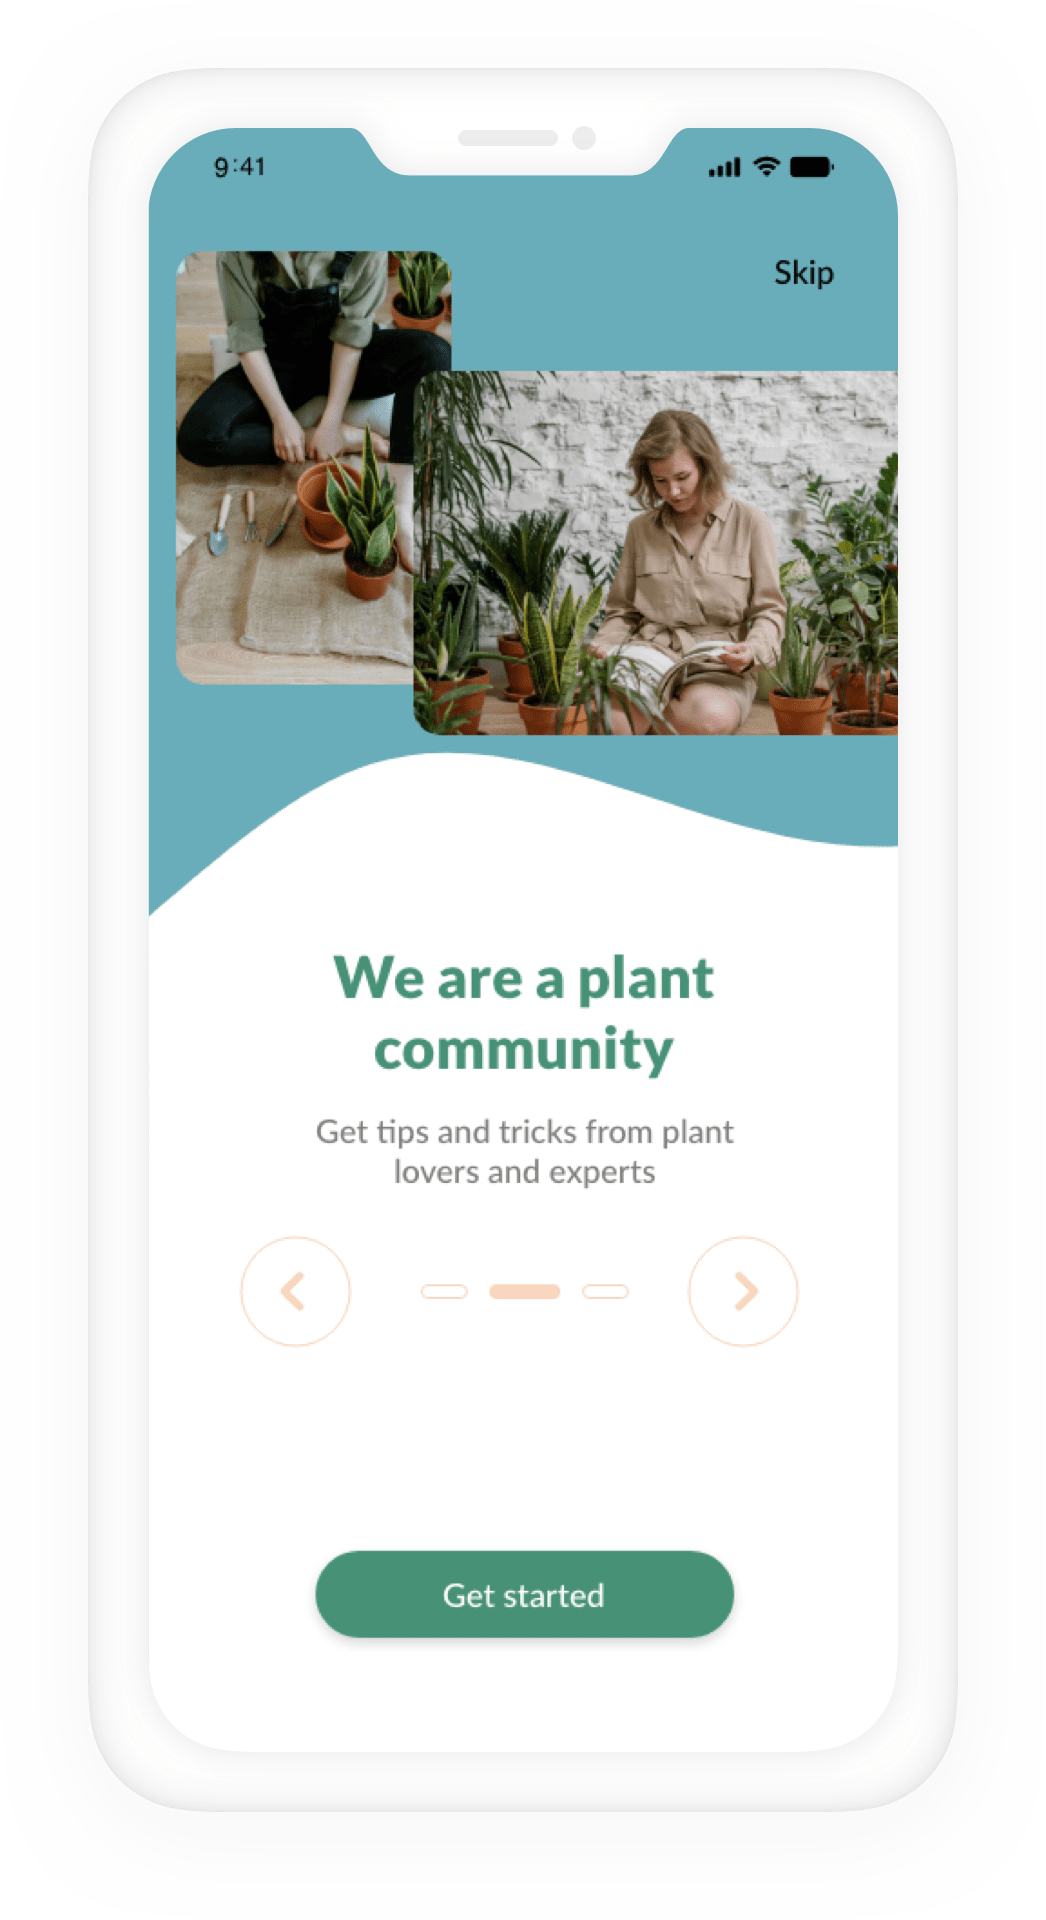 9:41
Skip
We are a plant
community
Get tips and tricks from plant
lovers and experts
Get started